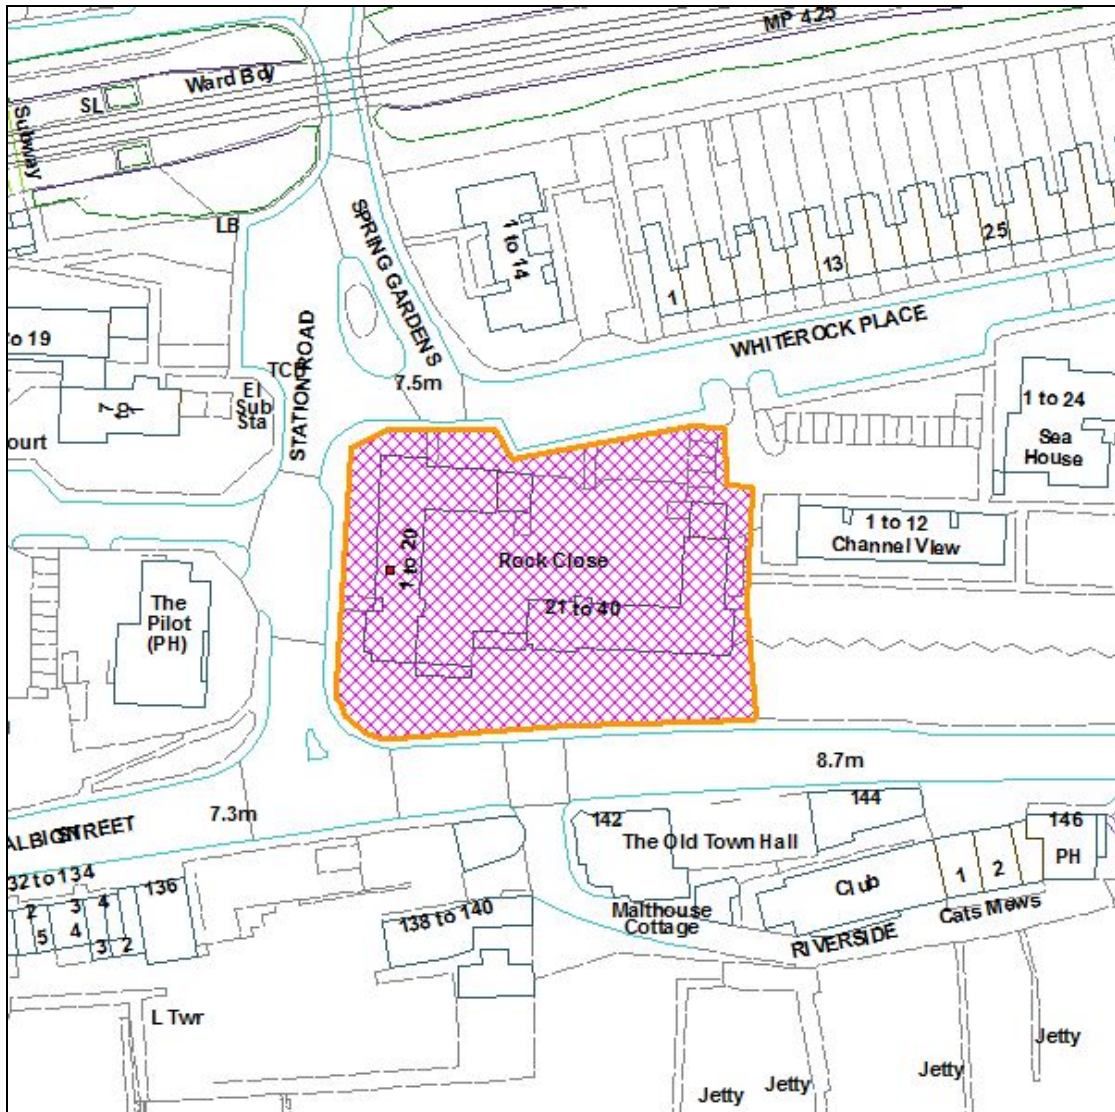 MP 4.25
Ward Bdy
SL
Subway
LB
SPRING GARDENS
1 to 14
25
13
1
WHITEROCK PLACE
STATION ROAD
to 19
TCB
7.5m
El
Sub
Sta
1 to 24
Sea
House
ourt
1 to 12
Channel View
Rock Close
1 to 20
21 to 40
The
Pilot
(PH)
8.7m
7.3m
ALBION STREET
142
144
146
The Old Town Hall
PH
32 to 134
136
Club
1
2
2
3
4
5
4
3
2
138 to 140
Malthouse
Cottage
Cats Mews
RIVERSIDE
L Twr
Jetty
Jetty
Jetty
Jetty